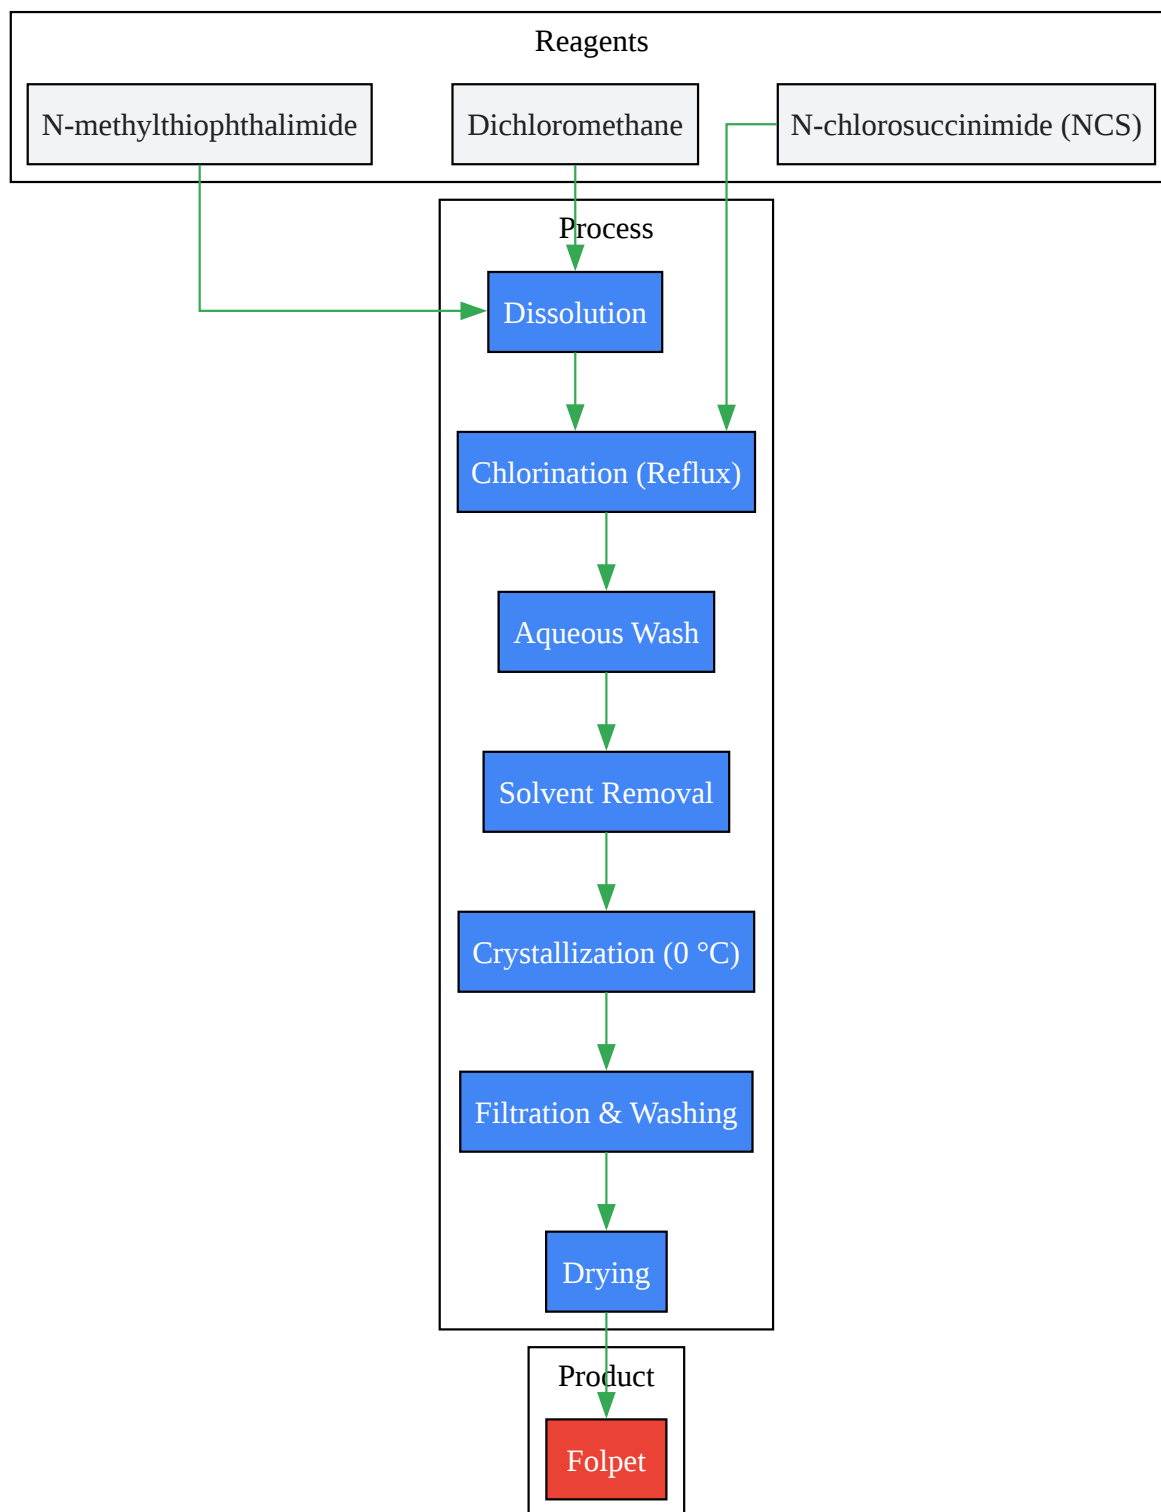 Reagents
N-methylthiophthalimide
Dichloromethane
N-chlorosuccinimide (NCS)
Process
Dissolution
Chlorination (Reflux)
Aqueous Wash
Solvent Removal
Crystallization (0 °C)
Filtration & Washing
Drying
Product
Folpet